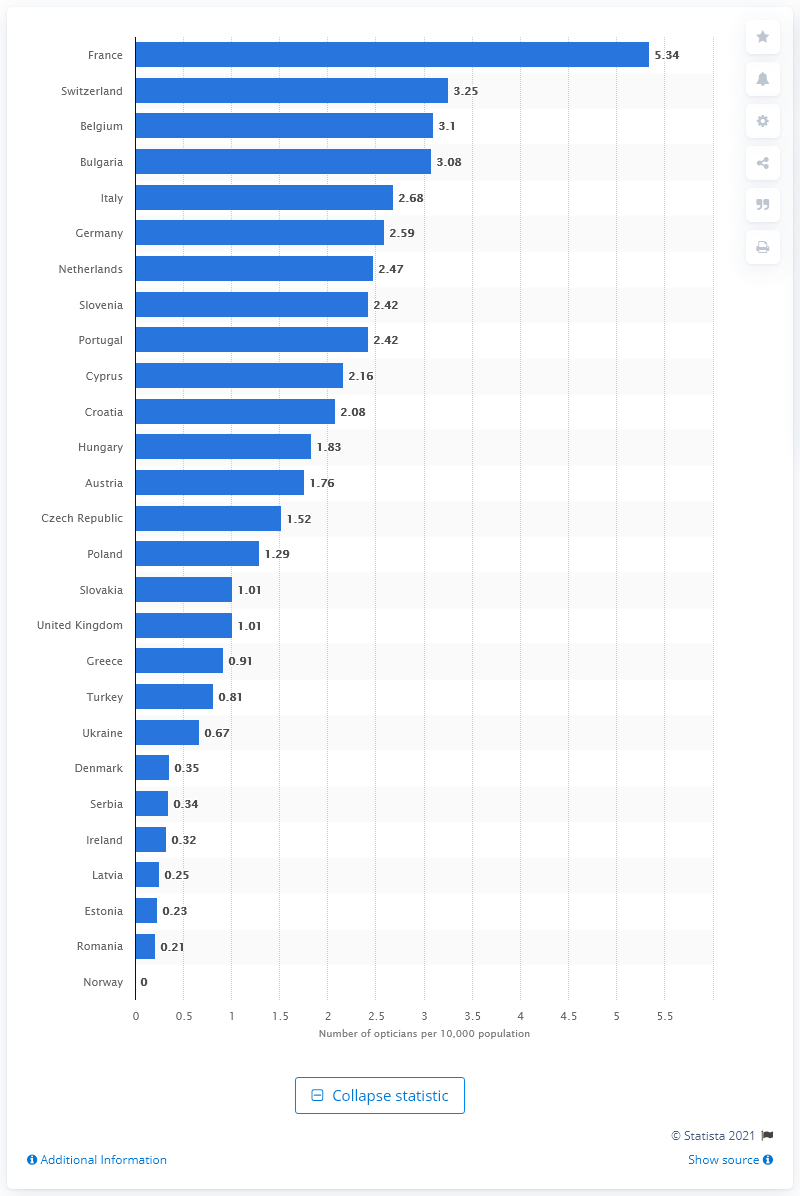 France 5.34
Switzerland 3.25
Belgium 3.1
Bulgaria 3.08
Italy 2.68
Germany 2.59
Netherlands 2.47
Slovenia 2.42
Portugal 2.42
Cyprus 2.16
Croatia 2.08
Hungary 1.83
Austria 1.76
Czech Republic 1.52
Poland 1.29
Slovakia 1.01
United Kingdom 1.01
Greece 0.91
Turkey 0.81
Ukraine 0.67
Denmark 0.35
Serbia 0.34
Ireland 0.32
Latvia 0.25
Estonia 0.23
Romania 0.21
Norway 0
0 0.5 1 1.5 2 2.5 3 3.5 4 4.5 5 5.5
Number of opticians per 10,000 population
Collapse statistic
© Statista 2021
Additional Information Show source